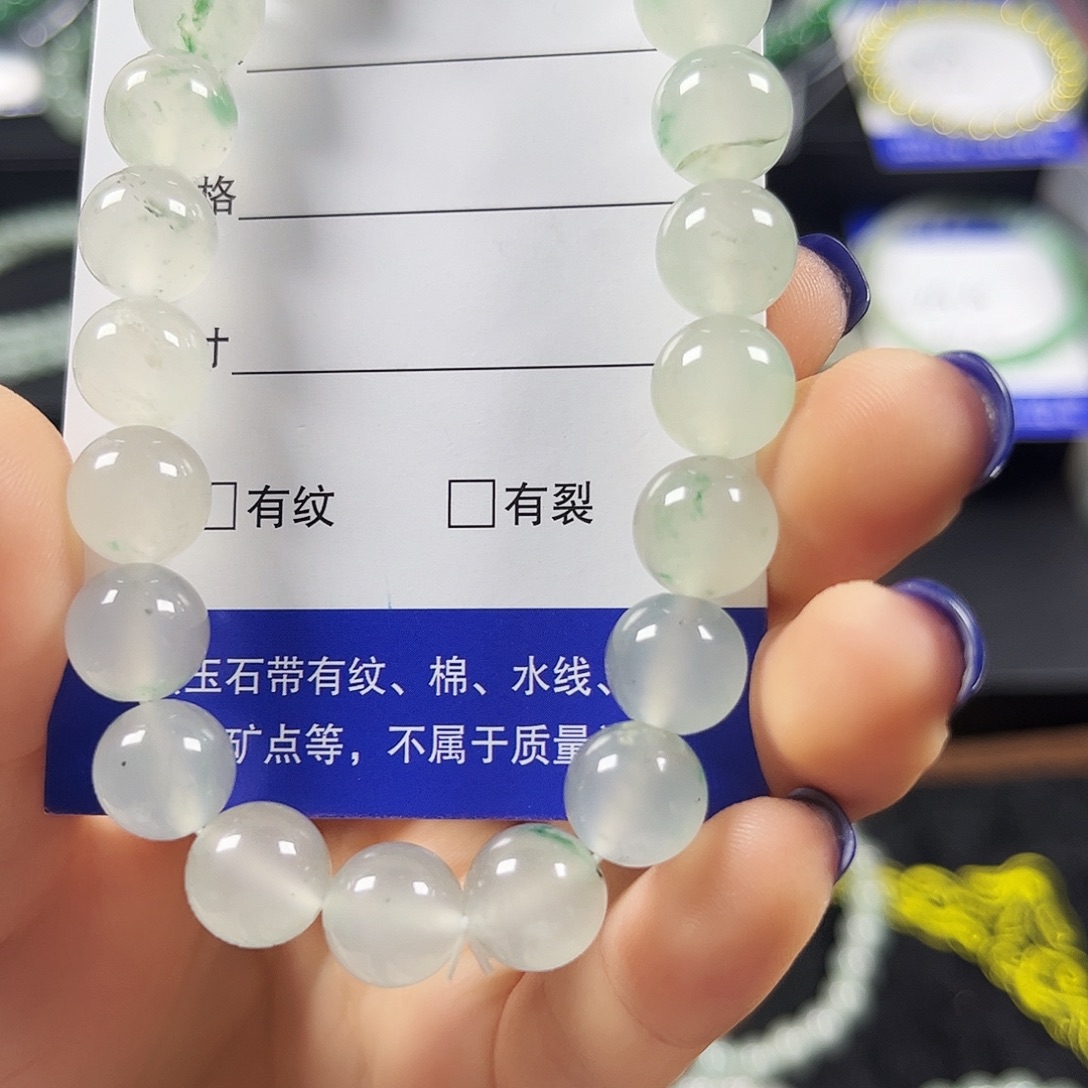 格
计
□有纹 □有裂
玉石带有纹、棉、水线、
矿点等，不属于质量